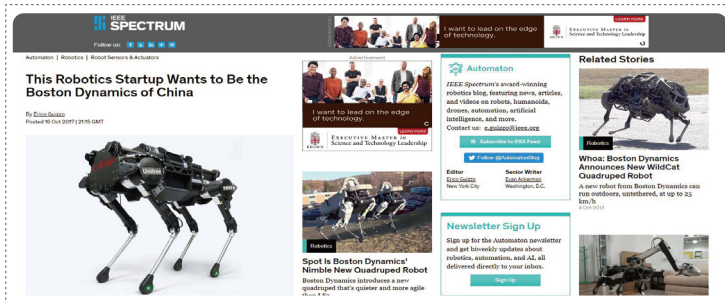 IEEE
SPECTRUM
Follow on:
I want to lead on the edge
of technology.
LEARN MORE
BROWN
EXECUTIVE MASTER IN
Science and Technology Leadership
Automaton | Robotics | Robot Sensors & Actuators
This Robotics Startup Wants to Be the
Boston Dynamics of China
By Erico Guizzo
Posted 16 Oct 2017 | 21:15 GMT
Unitree
Advertisement
I want to lead on the edge
of technology.
LEARN MORE
BROWN
EXECUTIVE MASTER IN
Science and Technology Leadership
Robotics
Spot Is Boston Dynamics'
Nimble New Quadruped Robot
Boston Dynamics introduces a new
quadruped that's quieter and more agile
than LS3
Automaton
IEEE Spectrum's award-winning
robotics blog, featuring news, articles,
and videos on robots, humanoids,
drones, automation, artificial
intelligence, and more.
Contact us: e.guizzo@ieee.org
Subscribe to RSS Feed
Follow @AutomatonBlog
Editor
Erico Guizzo
New York City
Senior Writer
Evan Ackerman
Washington, D.C.
Newsletter Sign Up
Sign up for the Automaton newsletter
and get biweekly updates about
robotics, automation, and AI, all
delivered directly to your inbox.
Sign Up
Related Stories
Robotics
Whoa: Boston Dynamics
Announces New WildCat
Quadruped Robot
A new robot from Boston Dynamics can
run outdoors, untethered, at up to 25
km/h
4 Oct 2013